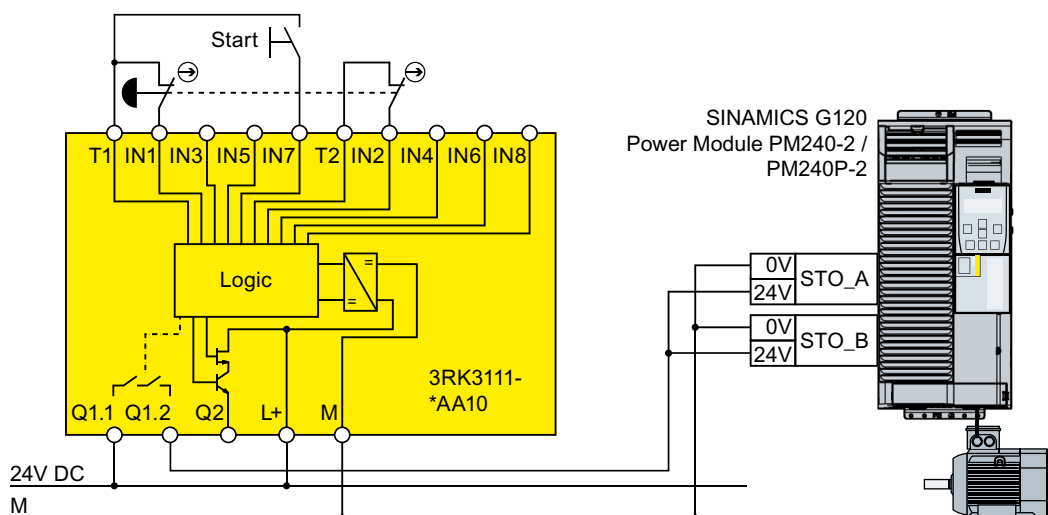 Start
SINAMICS G120
Power Module PM240-2 /
PM240P-2
T1 IN1 IN3 IN5 IN7 T2 IN2 IN4 IN6 IN8
Logic
=
=
0V
24V
STO_A
0V
24V
STO_B
3RK3111-
*AA10
Q1.1 Q1.2 Q2 L+ M
24V DC
M